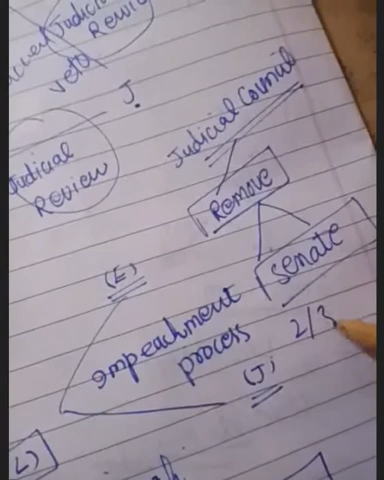 Judicial
Review
veto
J
Judicial Council
Judicial
Review
Remove
Senate
(E)
impeachment
process
2/3
(J)
(L)